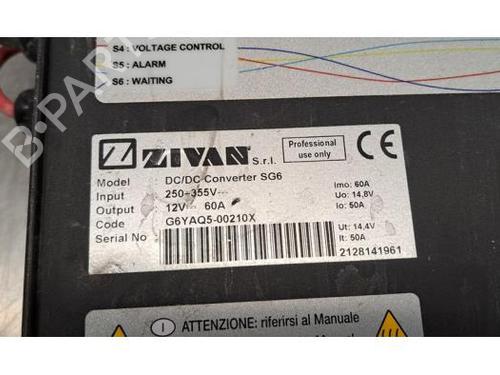 S4 : VOLTAGE CONTROL
S5 : ALARM
S6 : WAITING
B-PARTS
ZIVAN S.r.l.
Professional use only
CE
Model DC/DC Converter SG6
Input 250÷355V
Output 12V 60A
Code G6YAQ5-00210X
Serial No
Imo: 60A
Uo: 14,8V
Io: 50A
Ut: 14,4V
It: 50A
2128141961
ATTENZIONE: riferirsi al Manuale